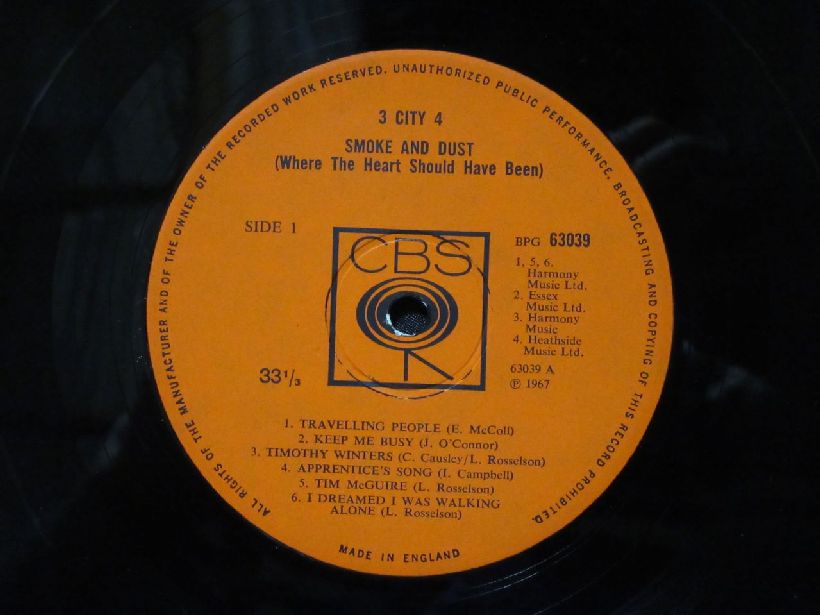 ALL RIGHTS OF THE MANUFACTURER AND OF THE OWNER OF THE RECORDED WORK RESERVED. UNAUTHORIZED PUBLIC PERFORMANCE, BROADCASTING AND COPYING OF THIS RECORD PROHIBITED.
3 CITY 4
SMOKE AND DUST
(Where The Heart Should Have Been)
SIDE 1
CBS
BPG 63039
1, 5, 6.
Harmony
Music Ltd.
2. Essex
Music Ltd.
3. Harmony
Music
4. Heathside
Music Ltd.
63039 A
℗ 1967
33 1/3
1. TRAVELLING PEOPLE (E. McColl)
2. KEEP ME BUSY (J. O'Connor)
3. TIMOTHY WINTERS (C. Causley/L. Rosselson)
4. APPRENTICE'S SONG (I. Campbell)
5. TIM McGUIRE (L. Rosselson)
6. I DREAMED I WAS WALKING
ALONE (L. Rosselson)
MADE IN ENGLAND